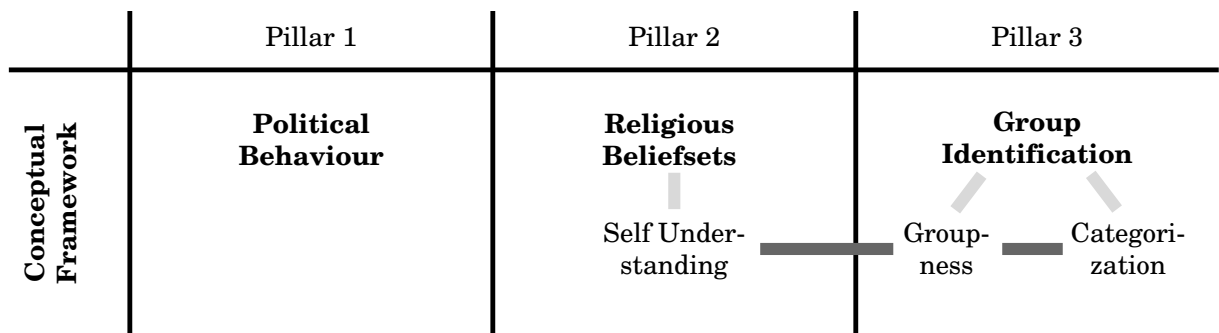 Pillar 1
Pillar 2
Pillar 3
Conceptual
Framework
Political
Behaviour
Religious
Beliefsets
Group
Identification
Self Under-
standing
Group-
ness
Categori-
zation